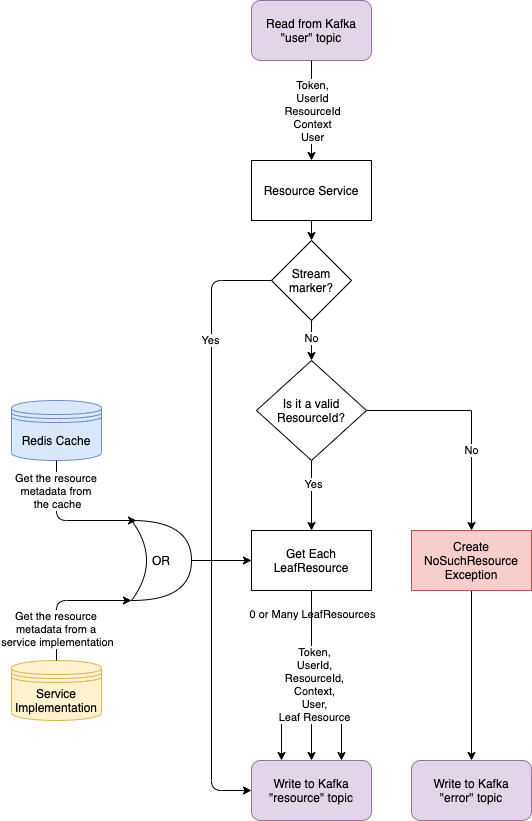 Read from Kafka
"user" topic
Token,
UserId
ResourceId
Context
User
Resource Service
Stream
marker?
Yes
No
Is it a valid
ResourceId?
No
Yes
Redis Cache
Get the resource
metadata from
the cache
OR
Get the resource
metadata from a
service implementation
Service
Implementation
Get Each
LeafResource
Create
NoSuchResource
Exception
0 or Many LeafResources
Token,
UserId,
ResourceId,
Context,
User,
Leaf Resource
Write to Kafka
"resource" topic
Write to Kafka
"error" topic